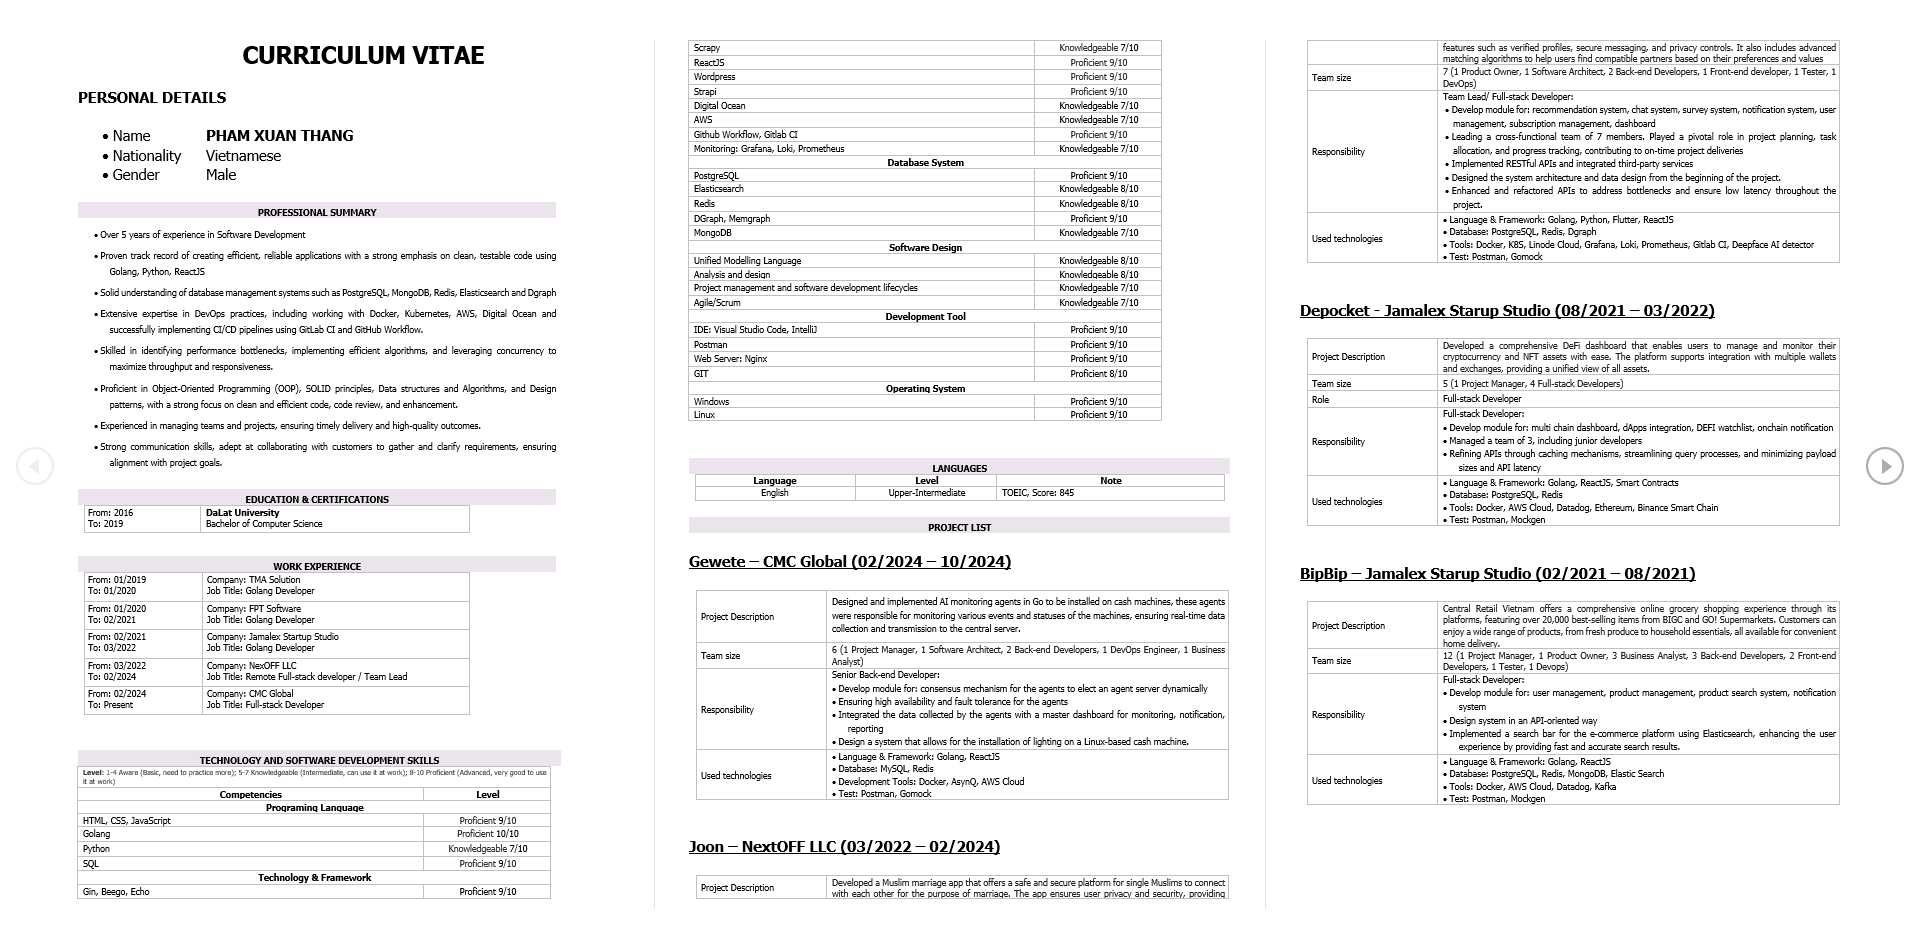 CURRICULUM VITAE
PERSONAL DETAILS
• Name PHAM XUAN THANG
• Nationality Vietnamese
• Gender Male
PROFESSIONAL SUMMARY
• Over 5 years of experience in Software Development
• Proven track record of creating efficient, reliable applications with a strong emphasis on clean, testable code using
Golang, Python, ReactJS
• Solid understanding of database management systems such as PostgreSQL, MongoDB, Redis, Elasticsearch and Dgraph
• Extensive expertise in DevOps practices, including working with Docker, Kubernetes, AWS, Digital Ocean and
successfully implementing CI/CD pipelines using GitLab CI and GitHub Workflow.
• Skilled in identifying performance bottlenecks, implementing efficient algorithms, and leveraging concurrency to
maximize throughput and responsiveness.
• Proficient in Object-Oriented Programming (OOP), SOLID principles, Data structures and Algorithms, and Design
patterns, with a strong focus on clean and efficient code, code review, and enhancement.
• Experienced in managing teams and projects, ensuring timely delivery and high-quality outcomes.
• Strong communication skills, adept at collaborating with customers to gather and clarify requirements, ensuring
alignment with project goals.
EDUCATION & CERTIFICATIONS
From: 2016 DaLat University
To: 2019 Bachelor of Computer Science
WORK EXPERIENCE
From: 01/2019 Company: TMA Solution
To: 01/2020 Job Title: Golang Developer
From: 01/2020 Company: FPT Software
To: 02/2021 Job Title: Golang Developer
From: 02/2021 Company: Jamalex Startup Studio
To: 03/2022 Job Title: Golang Developer
From: 03/2022 Company: NexOFF LLC
To: 02/2024 Job Title: Remote Full-stack developer / Team Lead
From: 02/2024 Company: CMC Global
To: Present Job Title: Full-stack Developer
TECHNOLOGY AND SOFTWARE DEVELOPMENT SKILLS
Level: 1-4 Aware (Basic, need to practice more); 5-7 Knowledgeable (Intermediate, can use it at work); 8-10 Proficient (Advanced, very good to use
it at work)
Competencies Level
Programing Language
HTML, CSS, JavaScript Proficient 9/10
Golang Proficient 10/10
Python Knowledgeable 7/10
SQL Proficient 9/10
Technology & Framework
Gin, Beego, Echo Proficient 9/10
Scrapy Knowledgeable 7/10
ReactJS Proficient 9/10
Wordpress Proficient 9/10
Strapi Proficient 9/10
Digital Ocean Knowledgeable 7/10
AWS Knowledgeable 7/10
Github Workflow, Gitlab CI Proficient 9/10
Monitoring: Grafana, Loki, Prometheus Knowledgeable 7/10
Database System
PostgreSQL Proficient 9/10
Elasticsearch Knowledgeable 8/10
Redis Knowledgeable 8/10
DGraph, Memgraph Proficient 9/10
MongoDB Knowledgeable 7/10
Software Design
Unified Modelling Language Knowledgeable 8/10
Analysis and design Knowledgeable 8/10
Project management and software development lifecycles Knowledgeable 7/10
Agile/Scrum Knowledgeable 7/10
Development Tool
IDE: Visual Studio Code, IntelliJ Proficient 9/10
Postman Proficient 9/10
Web Server: Nginx Proficient 9/10
GIT Proficient 8/10
Operating System
Windows Proficient 9/10
Linux Proficient 9/10
LANGUAGES
Language Level Note
English Upper-Intermediate TOEIC, Score: 845
PROJECT LIST
Gewete – CMC Global (02/2024 – 10/2024)
Project Description
Designed and implemented AI monitoring agents in Go to be installed on cash machines, these agents
were responsible for monitoring various events and statuses of the machines, ensuring real-time data
collection and transmission to the central server.
Team size
6 (1 Project Manager, 1 Software Architect, 2 Back-end Developers, 1 DevOps Engineer, 1 Business
Analyst)
Responsibility
Senior Back-end Developer:
• Develop module for: consensus mechanism for the agents to elect an agent server dynamically
• Ensuring high availability and fault tolerance for the agents
• Integrated the data collected by the agents with a master dashboard for monitoring, notification,
reporting
• Design a system that allows for the installation of lighting on a Linux-based cash machine.
Used technologies
• Language & Framework: Golang, ReactJS
• Database: MySQL, Redis
• Development Tools: Docker, AsynQ, AWS Cloud
• Test: Postman, Gomock
Joon – NextOFF LLC (03/2022 – 02/2024)
Project Description
Developed a Muslim marriage app that offers a safe and secure platform for single Muslims to connect
with each other for the purpose of marriage. The app ensures user privacy and security, providing
features such as verified profiles, secure messaging, and privacy controls. It also includes advanced
matching algorithms to help users find compatible partners based on their preferences and values
Team size
7 (1 Product Owner, 1 Software Architect, 2 Back-end Developers, 1 Front-end developer, 1 Tester, 1
DevOps)
Responsibility
Team Lead/ Full-stack Developer:
• Develop module for: recommendation system, chat system, survey system, notification system, user
management, subscription management, dashboard
• Leading a cross-functional team of 7 members. Played a pivotal role in project planning, task
allocation, and progress tracking, contributing to on-time project deliveries
• Implemented RESTful APIs and integrated third-party services
• Designed the system architecture and data design from the beginning of the project.
• Enhanced and refactored APIs to address bottlenecks and ensure low latency throughout the
project.
Used technologies
• Language & Framework: Golang, Python, Flutter, ReactJS
• Database: PostgreSQL, Redis, Dgraph
• Tools: Docker, K8S, Linode Cloud, Grafana, Loki, Prometheus, Gitlab CI, Deepface AI detector
• Test: Postman, Gomock
Depocket - Jamalex Starup Studio (08/2021 – 03/2022)
Project Description
Developed a comprehensive DeFi dashboard that enables users to manage and monitor their
cryptocurrency and NFT assets with ease. The platform supports integration with multiple wallets
and exchanges, providing a unified view of all assets.
Team size 5 (1 Project Manager, 4 Full-stack Developers)
Role Full-stack Developer
Responsibility
Full-stack Developer:
• Develop module for: multi chain dashboard, dApps integration, DEFI watchlist, onchain notification
• Managed a team of 3, including junior developers
• Refining APIs through caching mechanisms, streamlining query processes, and minimizing payload
sizes and API latency
Used technologies
• Language & Framework: Golang, ReactJS, Smart Contracts
• Database: PostgreSQL, Redis
• Tools: Docker, AWS Cloud, Datadog, Ethereum, Binance Smart Chain
• Test: Postman, Mockgen
BipBip – Jamalex Starup Studio (02/2021 – 08/2021)
Project Description
Central Retail Vietnam offers a comprehensive online grocery shopping experience through its
platforms, featuring over 20,000 best-selling items from BIGC and GO! Supermarkets. Customers can
enjoy a wide range of products, from fresh produce to household essentials, all available for convenient
home delivery.
Team size
12 (1 Project Manager, 1 Product Owner, 3 Business Analyst, 3 Back-end Developers, 2 Front-end
Developers, 1 Tester, 1 Devops)
Responsibility
Full-stack Developer:
• Develop module for: user management, product management, product search system, notification
system
• Design system in an API-oriented way
• Implemented a search bar for the e-commerce platform using Elasticsearch, enhancing the user
experience by providing fast and accurate search results.
Used technologies
• Language & Framework: Golang, ReactJS
• Database: PostgreSQL, Redis, MongoDB, Elastic Search
• Tools: Docker, AWS Cloud, Datadog, Kafka
• Test: Postman, Mockgen